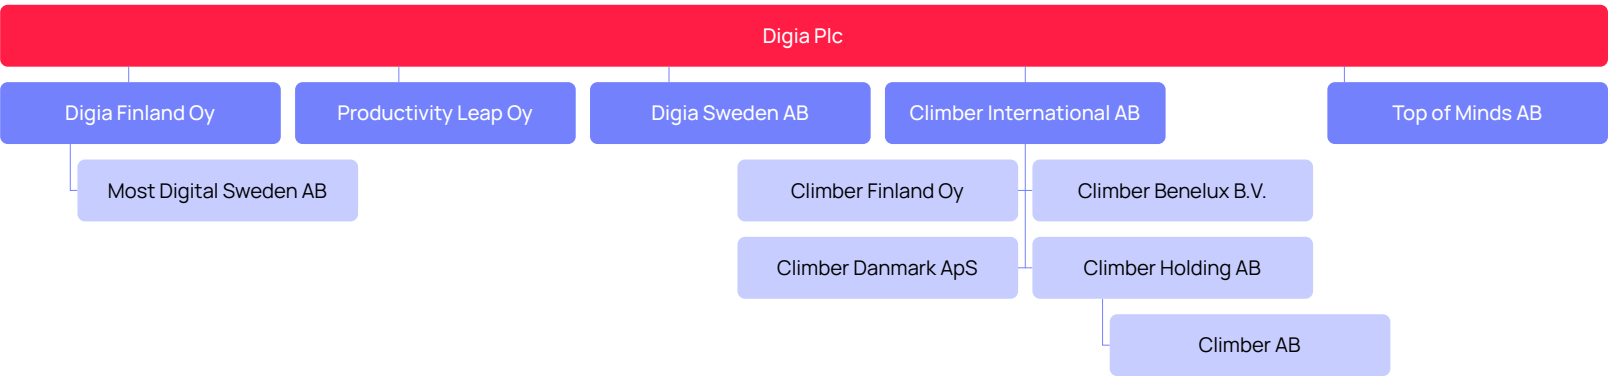 Digia Plc
Digia Finland Oy
Productivity Leap Oy
Digia Sweden AB
Climber International AB
Top of Minds AB
Most Digital Sweden AB
Climber Finland Oy
Climber Benelux B.V.
Climber Danmark ApS
Climber Holding AB
Climber AB